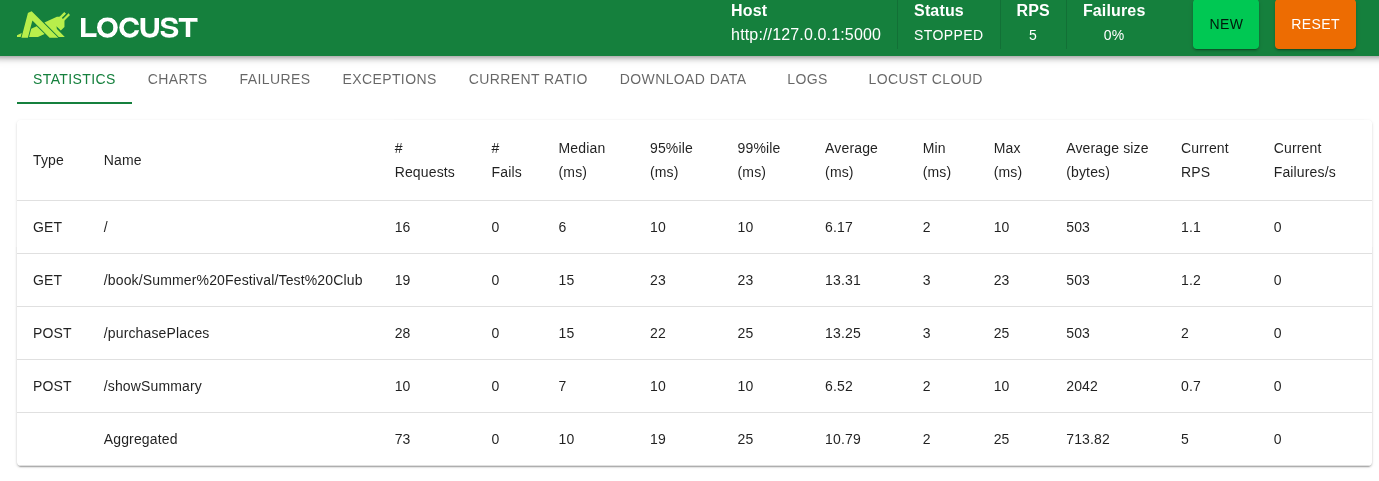 LOCUST
Host Status RPS Failures
http://127.0.0.1:5000 STOPPED 5 0%
NEW RESET
STATISTICS CHARTS FAILURES EXCEPTIONS CURRENT RATIO DOWNLOAD DATA LOGS LOCUST CLOUD
Type Name # Requests # Fails Median (ms) 95%ile (ms) 99%ile (ms) Average (ms) Min (ms) Max (ms) Average size (bytes) Current RPS Current Failures/s
GET / 16 0 6 10 10 6.17 2 10 503 1.1 0
GET /book/Summer%20Festival/Test%20Club 19 0 15 23 23 13.31 3 23 503 1.2 0
POST /purchasePlaces 28 0 15 22 25 13.25 3 25 503 2 0
POST /showSummary 10 0 7 10 10 6.52 2 10 2042 0.7 0
Aggregated 73 0 10 19 25 10.79 2 25 713.82 5 0